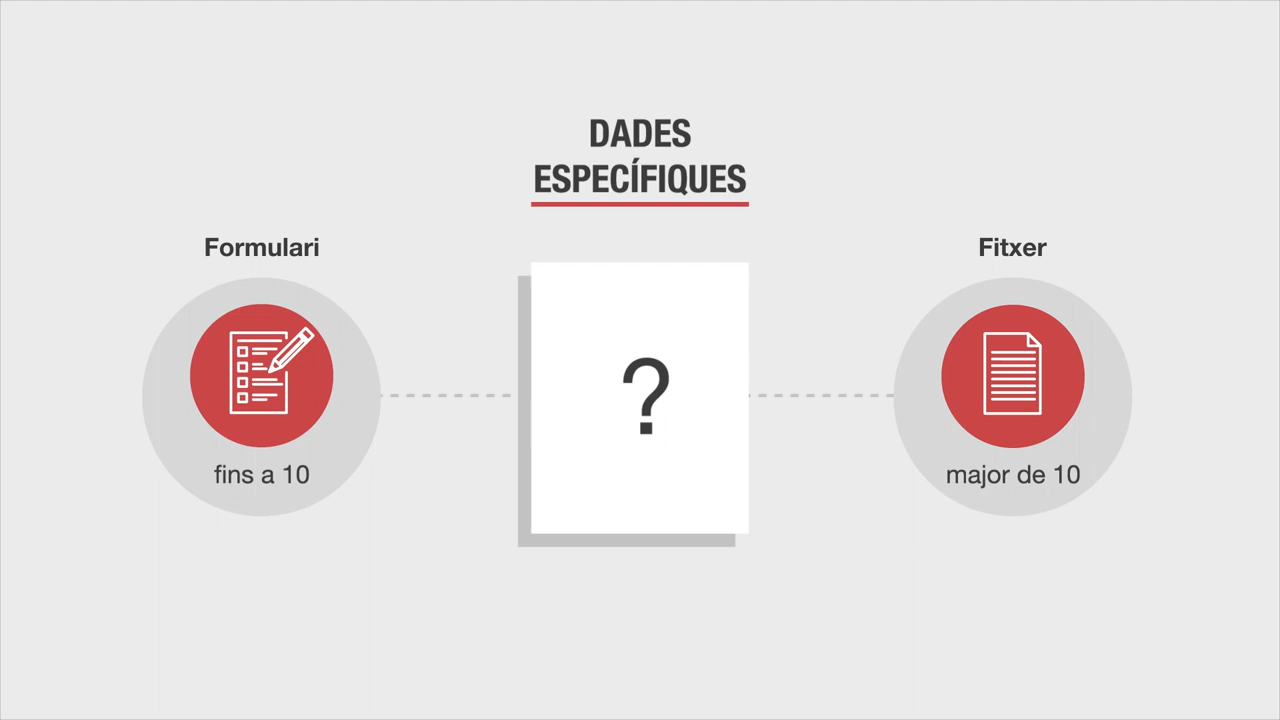 DADES
ESPECÍFIQUES
Formulari
Fitxer
?
fins a 10
major de 10